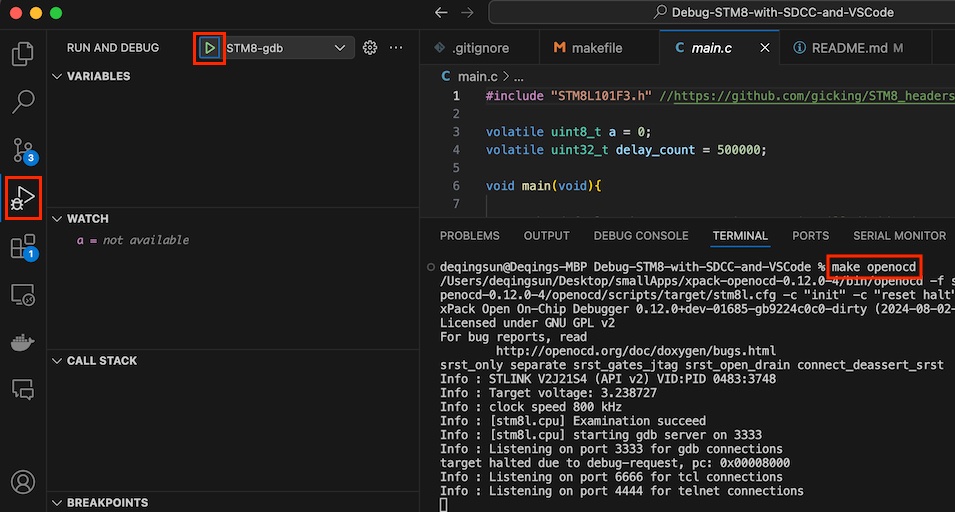 Debug-STM8-with-SDCC-and-VSCode
RUN AND DEBUG
STM8-gdb
VARIABLES
WATCH
a = not available
CALL STACK
BREAKPOINTS
3
1
.gitignore
M makefile
C main.c
README.md M
C main.c > ...
1 #include "STM8L101F3.h" //https://github.com/gicking/STM8_headers
2
3 volatile uint8_t a = 0;
4 volatile uint32_t delay_count = 500000;
5
6 void main(void){
7
PROBLEMS OUTPUT DEBUG CONSOLE TERMINAL PORTS SERIAL MONITOR
deqingsun@Deqings-MBP Debug-STM8-with-SDCC-and-VSCode % make openocd
/Users/deqingsun/Desktop/smallApps/xpack-openocd-0.12.0-4/bin/openocd -f s
penocd-0.12.0-4/openocd/scripts/target/stm8l.cfg -c "init" -c "reset halt"
xPack Open On-Chip Debugger 0.12.0+dev-01685-gb9224c0c0-dirty (2024-08-02-
Licensed under GNU GPL v2
For bug reports, read
http://openocd.org/doc/doxygen/bugs.html
srst_only separate srst_gates_jtag srst_open_drain connect_deassert_srst
Info : STLINK V2J21S4 (API v2) VID:PID 0483:3748
Info : Target voltage: 3.238727
Info : clock speed 800 kHz
Info : [stm8l.cpu] Examination succeed
Info : [stm8l.cpu] starting gdb server on 3333
Info : Listening on port 3333 for gdb connections
target halted due to debug-request, pc: 0x00008000
Info : Listening on port 6666 for tcl connections
Info : Listening on port 4444 for telnet connections